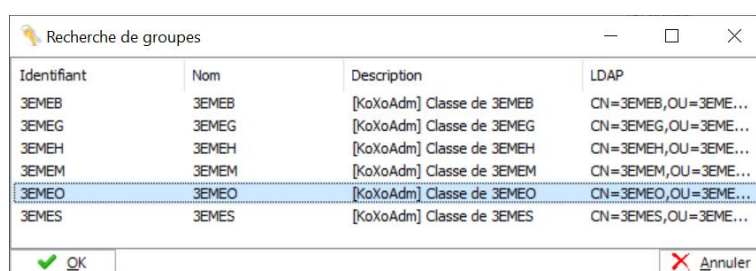 Recherche de groupes
Identifiant Nom Description LDAP
3EMEB 3EMEB [KoXoAdm] Classe de 3EMEB CN=3EMEB,OU=3EME...
3EMEG 3EMEG [KoXoAdm] Classe de 3EMEG CN=3EMEG,OU=3EME...
3EMEH 3EMEH [KoXoAdm] Classe de 3EMEH CN=3EMEH,OU=3EME...
3EMEM 3EMEM [KoXoAdm] Classe de 3EMEM CN=3EMEM,OU=3EME...
3EMEO 3EMEO [KoXoAdm] Classe de 3EMEO CN=3EMEO,OU=3EME...
3EMES 3EMES [KoXoAdm] Classe de 3EMES CN=3EMES,OU=3EME...
OK Annuler